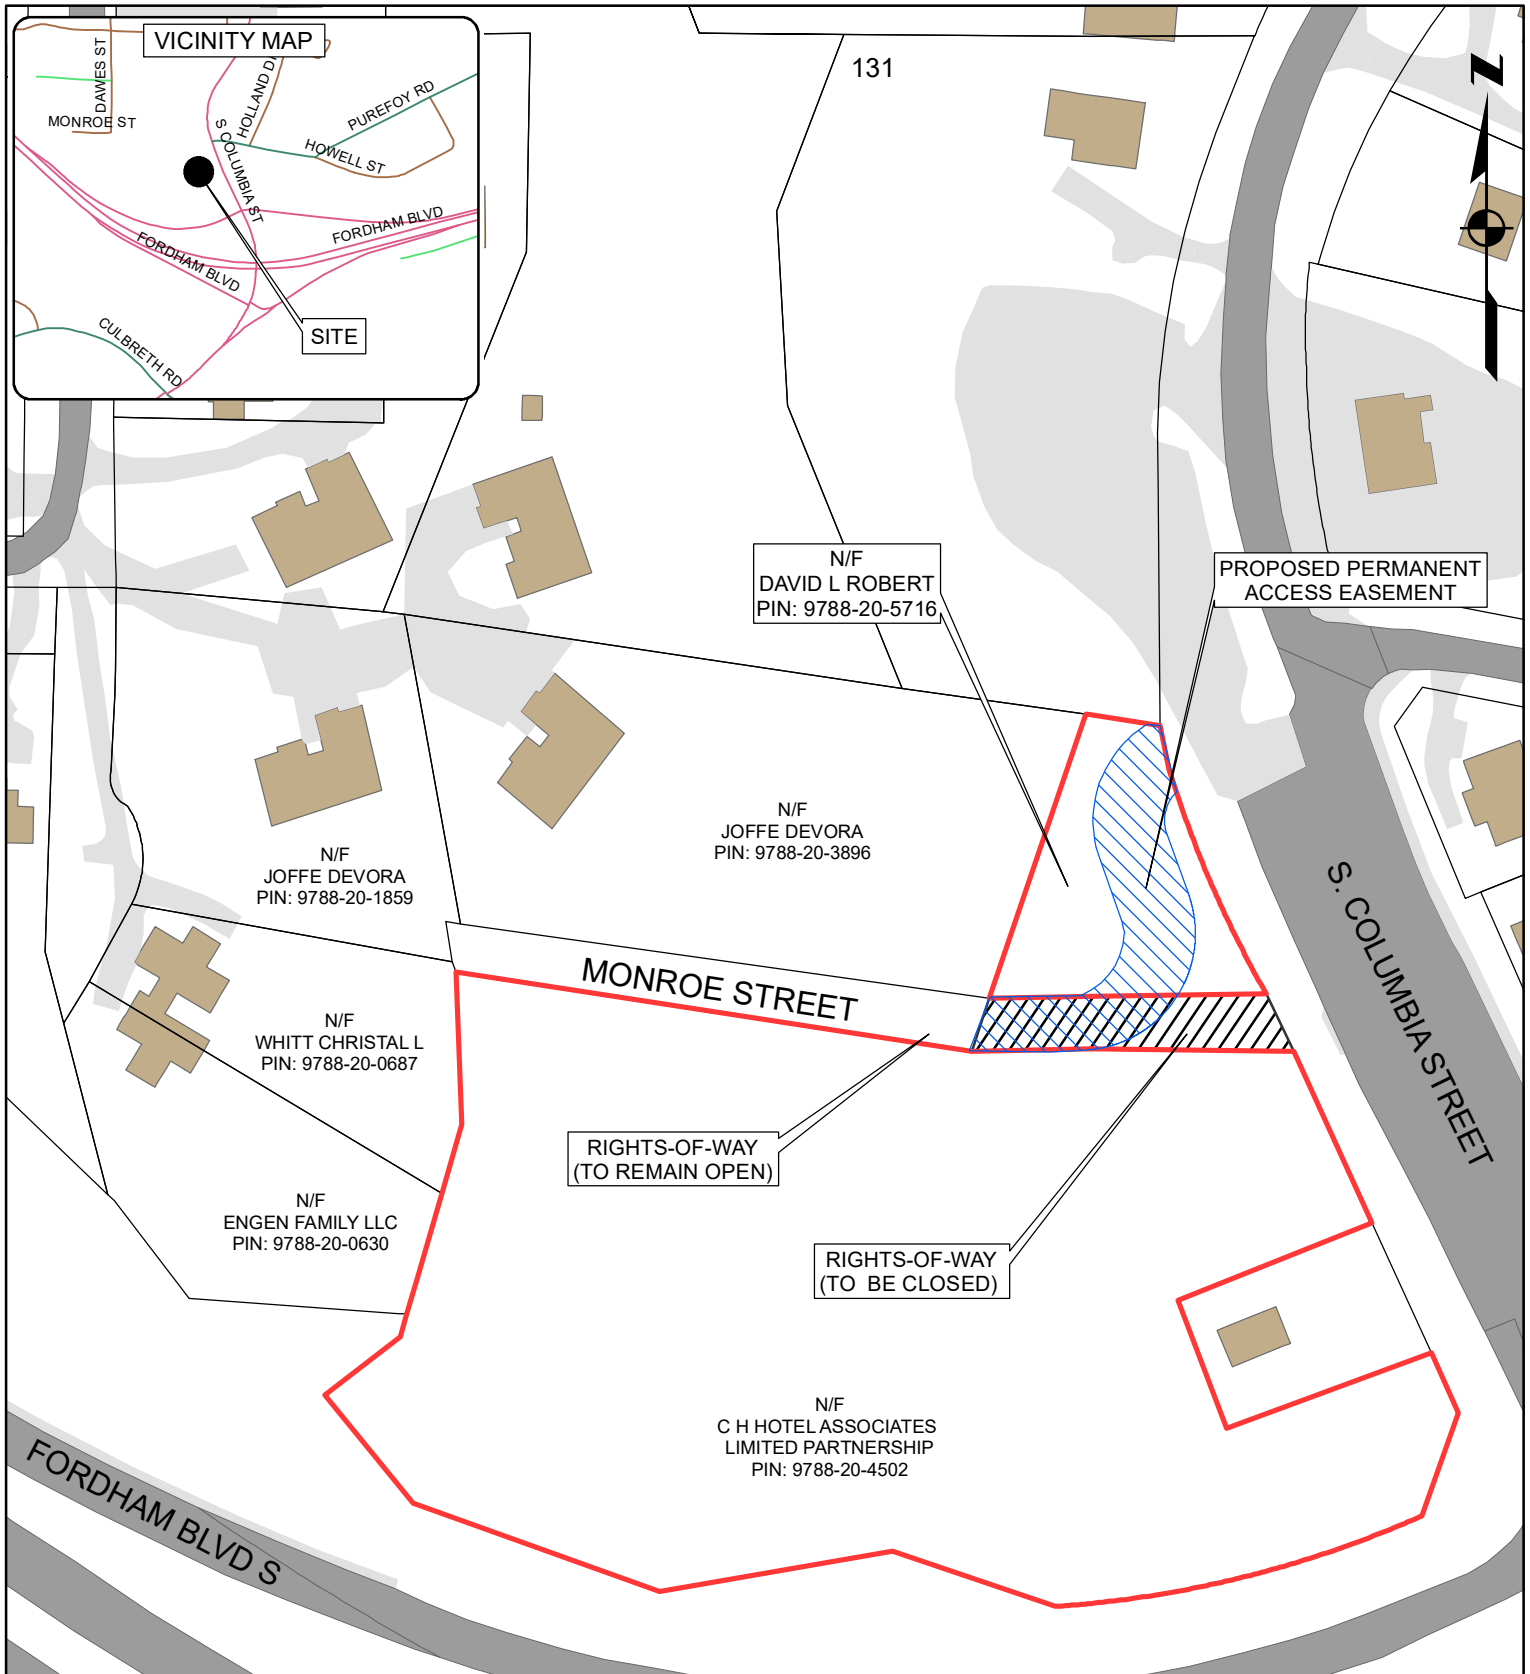 VICINITY MAP
DAWES ST
MONROE ST
HOLLAND
S COLUMBIA ST
PUREFOY RD
HOWELL ST
FORDHAM BLVD
FORDHAM BLVD
CULBRETH RD
SITE
131
N
N/F
DAVID L ROBERT
PIN: 9788-20-5716
PROPOSED PERMANENT
ACCESS EASEMENT
N/F
JOFFE DEVORA
PIN: 9788-20-3896
N/F
JOFFE DEVORA
PIN: 9788-20-1859
MONROE STREET
S. COLUMBIA STREET
N/F
WHITT CHRISTAL L
PIN: 9788-20-0687
RIGHTS-OF-WAY
(TO REMAIN OPEN)
N/F
ENGEN FAMILY LLC
PIN: 9788-20-0630
RIGHTS-OF-WAY
(TO BE CLOSED)
N/F
C H HOTEL ASSOCIATES
LIMITED PARTNERSHIP
PIN: 9788-20-4502
FORDHAM BLVD S